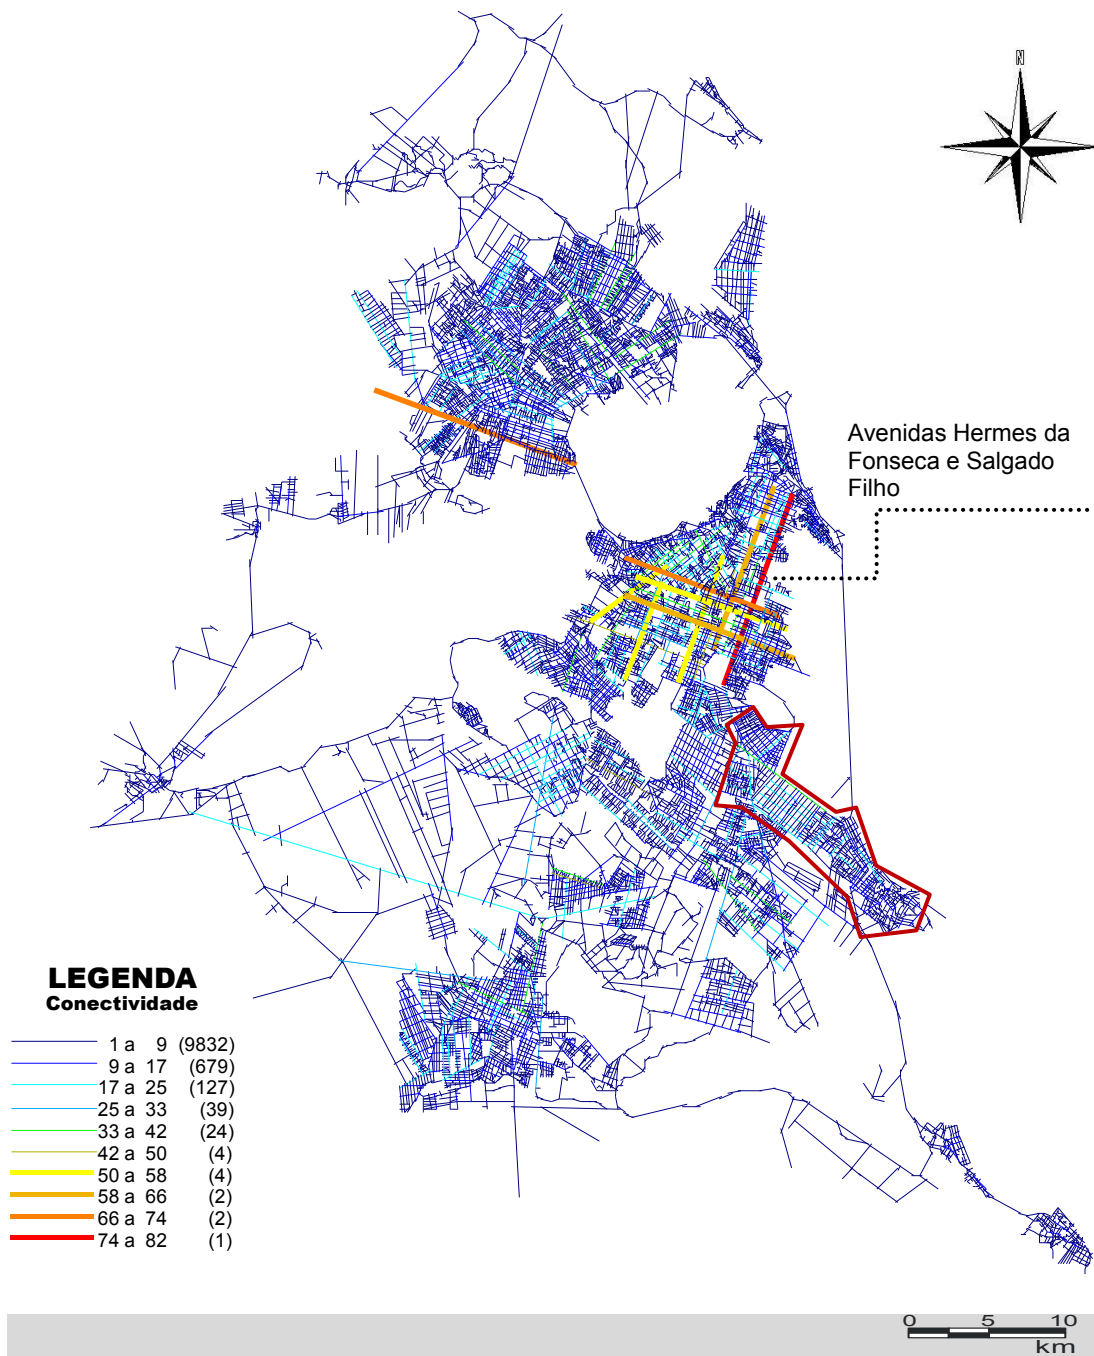 N
Avenidas Hermes da
Fonseca e Salgado
Filho
LEGENDA
Conectividade
1 a 9 (9832)
9 a 17 (679)
17 a 25 (127)
25 a 33 (39)
33 a 42 (24)
42 a 50 (4)
50 a 58 (4)
58 a 66 (2)
66 a 74 (2)
74 a 82 (1)
0 5 10
km